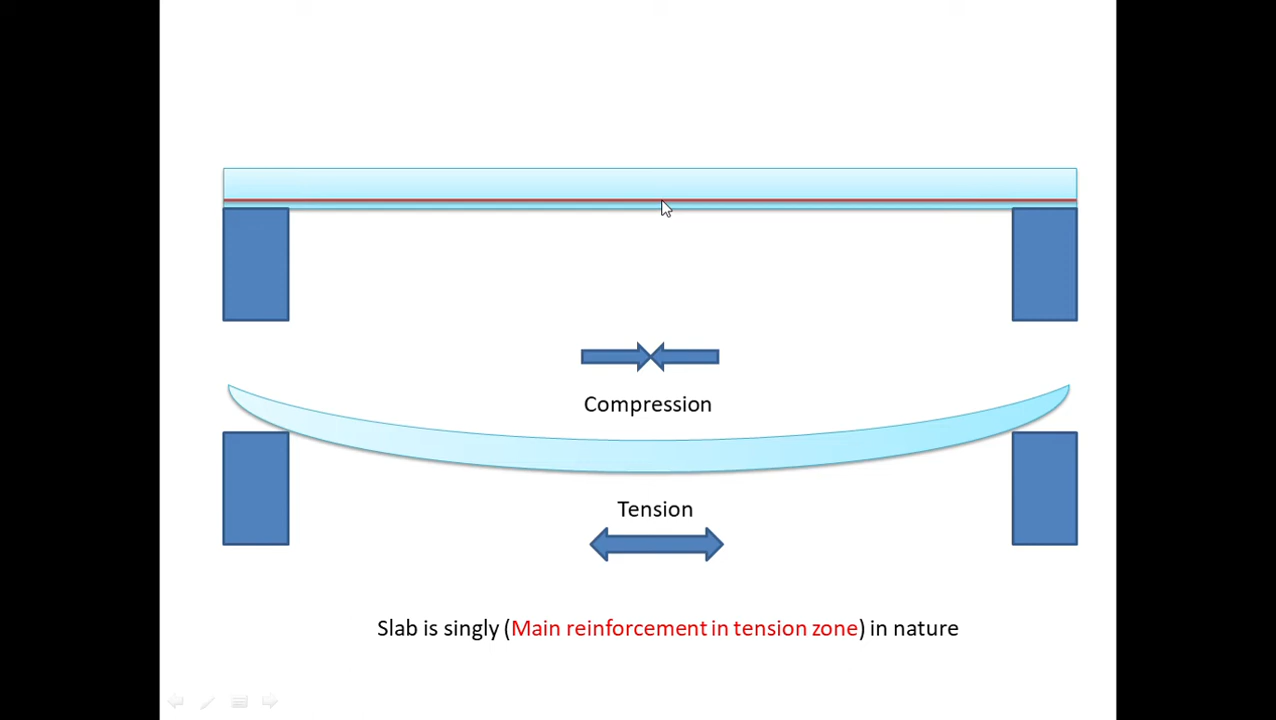 Compression
Tension
Slab is singly (Main reinforcement in tension zone) in nature